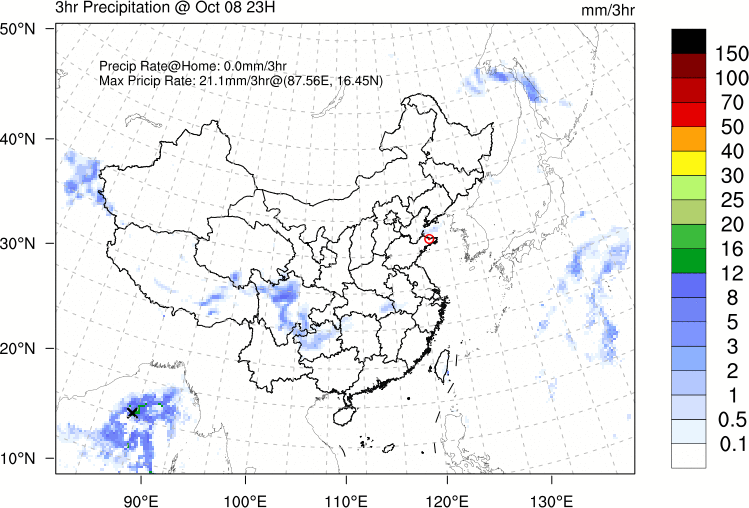 3hr Precipitation @ Oct 08 23H
mm/3hr
Precip Rate@Home: 0.0mm/3hr
Max Pricip Rate: 21.1mm/3hr@(87.56E, 16.45N)
50°N
40°N
30°N
20°N
10°N
90°E
100°E
110°E
120°E
130°E
150
100
70
50
40
30
25
20
16
12
8
5
3
2
1
0.5
0.1